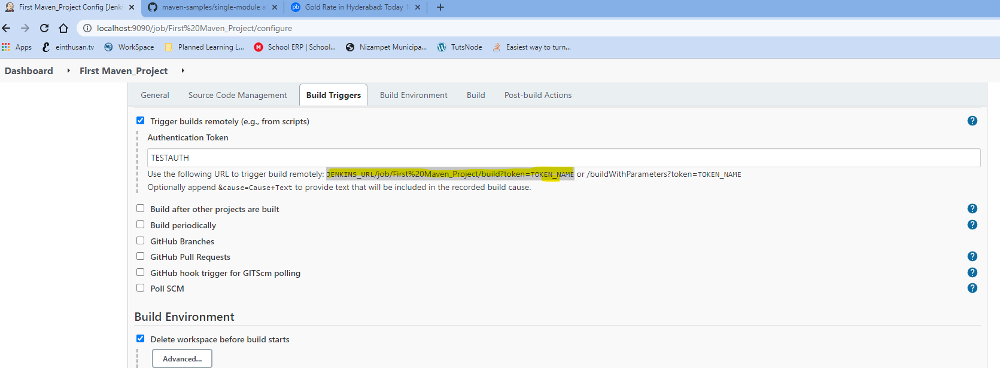 First Maven_Project Config [Jenki
maven-samples/single-module a
pb Gold Rate in Hyderabad: Today 1
localhost:9090/job/First%20Maven_Project/configure
Apps einthusan.tv WorkSpace Planned Learning L... M School ERP | School... Nizampet Municipa... TutsNode Easiest way to turn...
Dashboard First Maven_Project
General Source Code Management Build Triggers Build Environment Build Post-build Actions
Trigger builds remotely (e.g., from scripts) ?
Authentication Token
TESTAUTH
Use the following URL to trigger build remotely: JENKINS_URL/job/First%20Maven_Project/build?token=TOKEN_NAME or /buildWithParameters?token=TOKEN_NAME
Optionally append &cause=Cause+Text to provide text that will be included in the recorded build cause.
Build after other projects are built ?
Build periodically ?
GitHub Branches
GitHub Pull Requests ?
GitHub hook trigger for GITScm polling ?
Poll SCM ?
Build Environment
Delete workspace before build starts
Advanced...